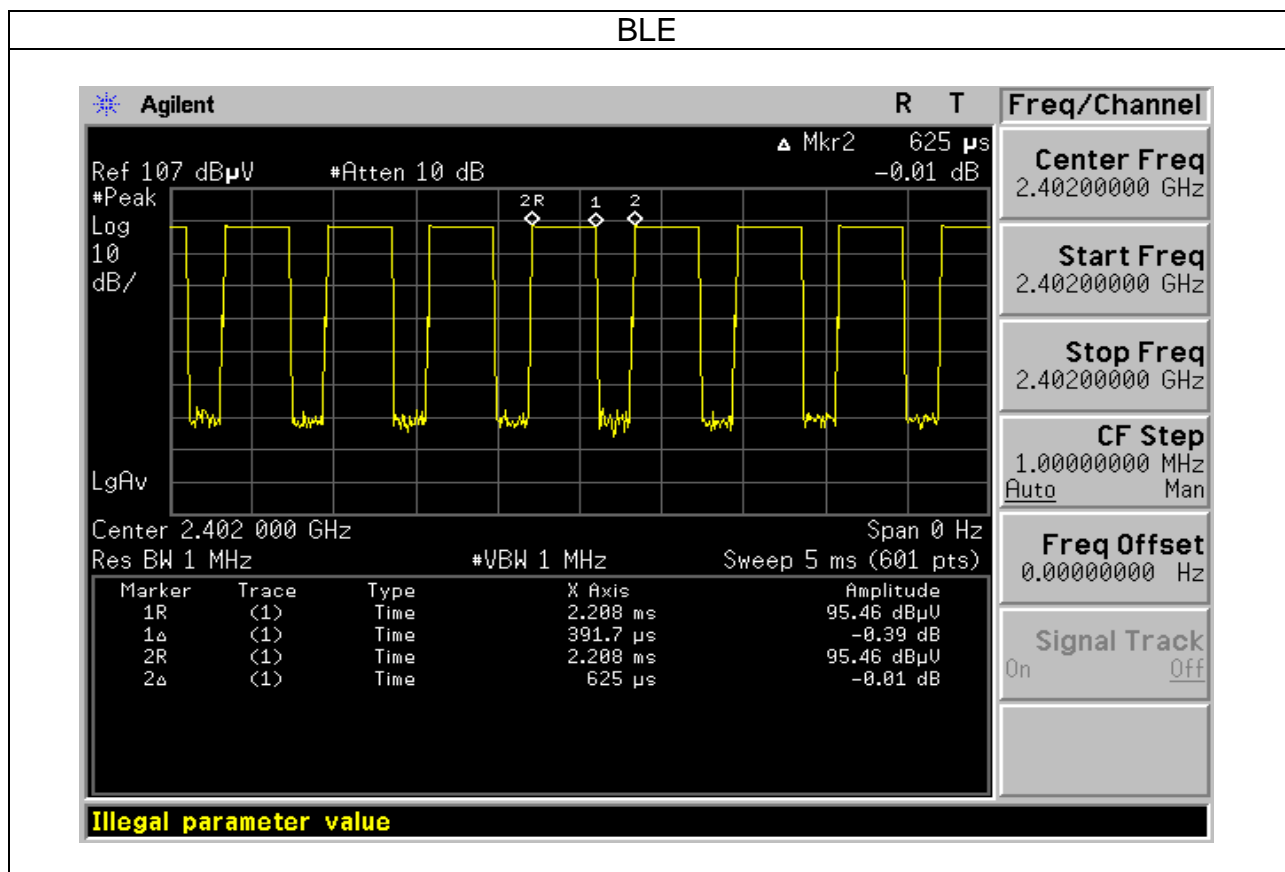 BLE
Agilent R T Freq/Channel
▵ Mkr2 625 µs
Ref 107 dBµV #Atten 10 dB -0.01 dB
#Peak
Log
10
dB/
2R 1 2
LgAv
Center 2.402 000 GHz Span 0 Hz
Res BW 1 MHz #VBW 1 MHz Sweep 5 ms (601 pts)
Marker Trace Type X Axis Amplitude
1R (1) Time 2.208 ms 95.46 dBµV
1▵ (1) Time 391.7 µs -0.39 dB
2R (1) Time 2.208 ms 95.46 dBµV
2▵ (1) Time 625 µs -0.01 dB
Center Freq
2.40200000 GHz
Start Freq
2.40200000 GHz
Stop Freq
2.40200000 GHz
CF Step
1.00000000 MHz
Auto Man
Freq Offset
0.00000000 Hz
Signal Track
On Off
Illegal parameter value